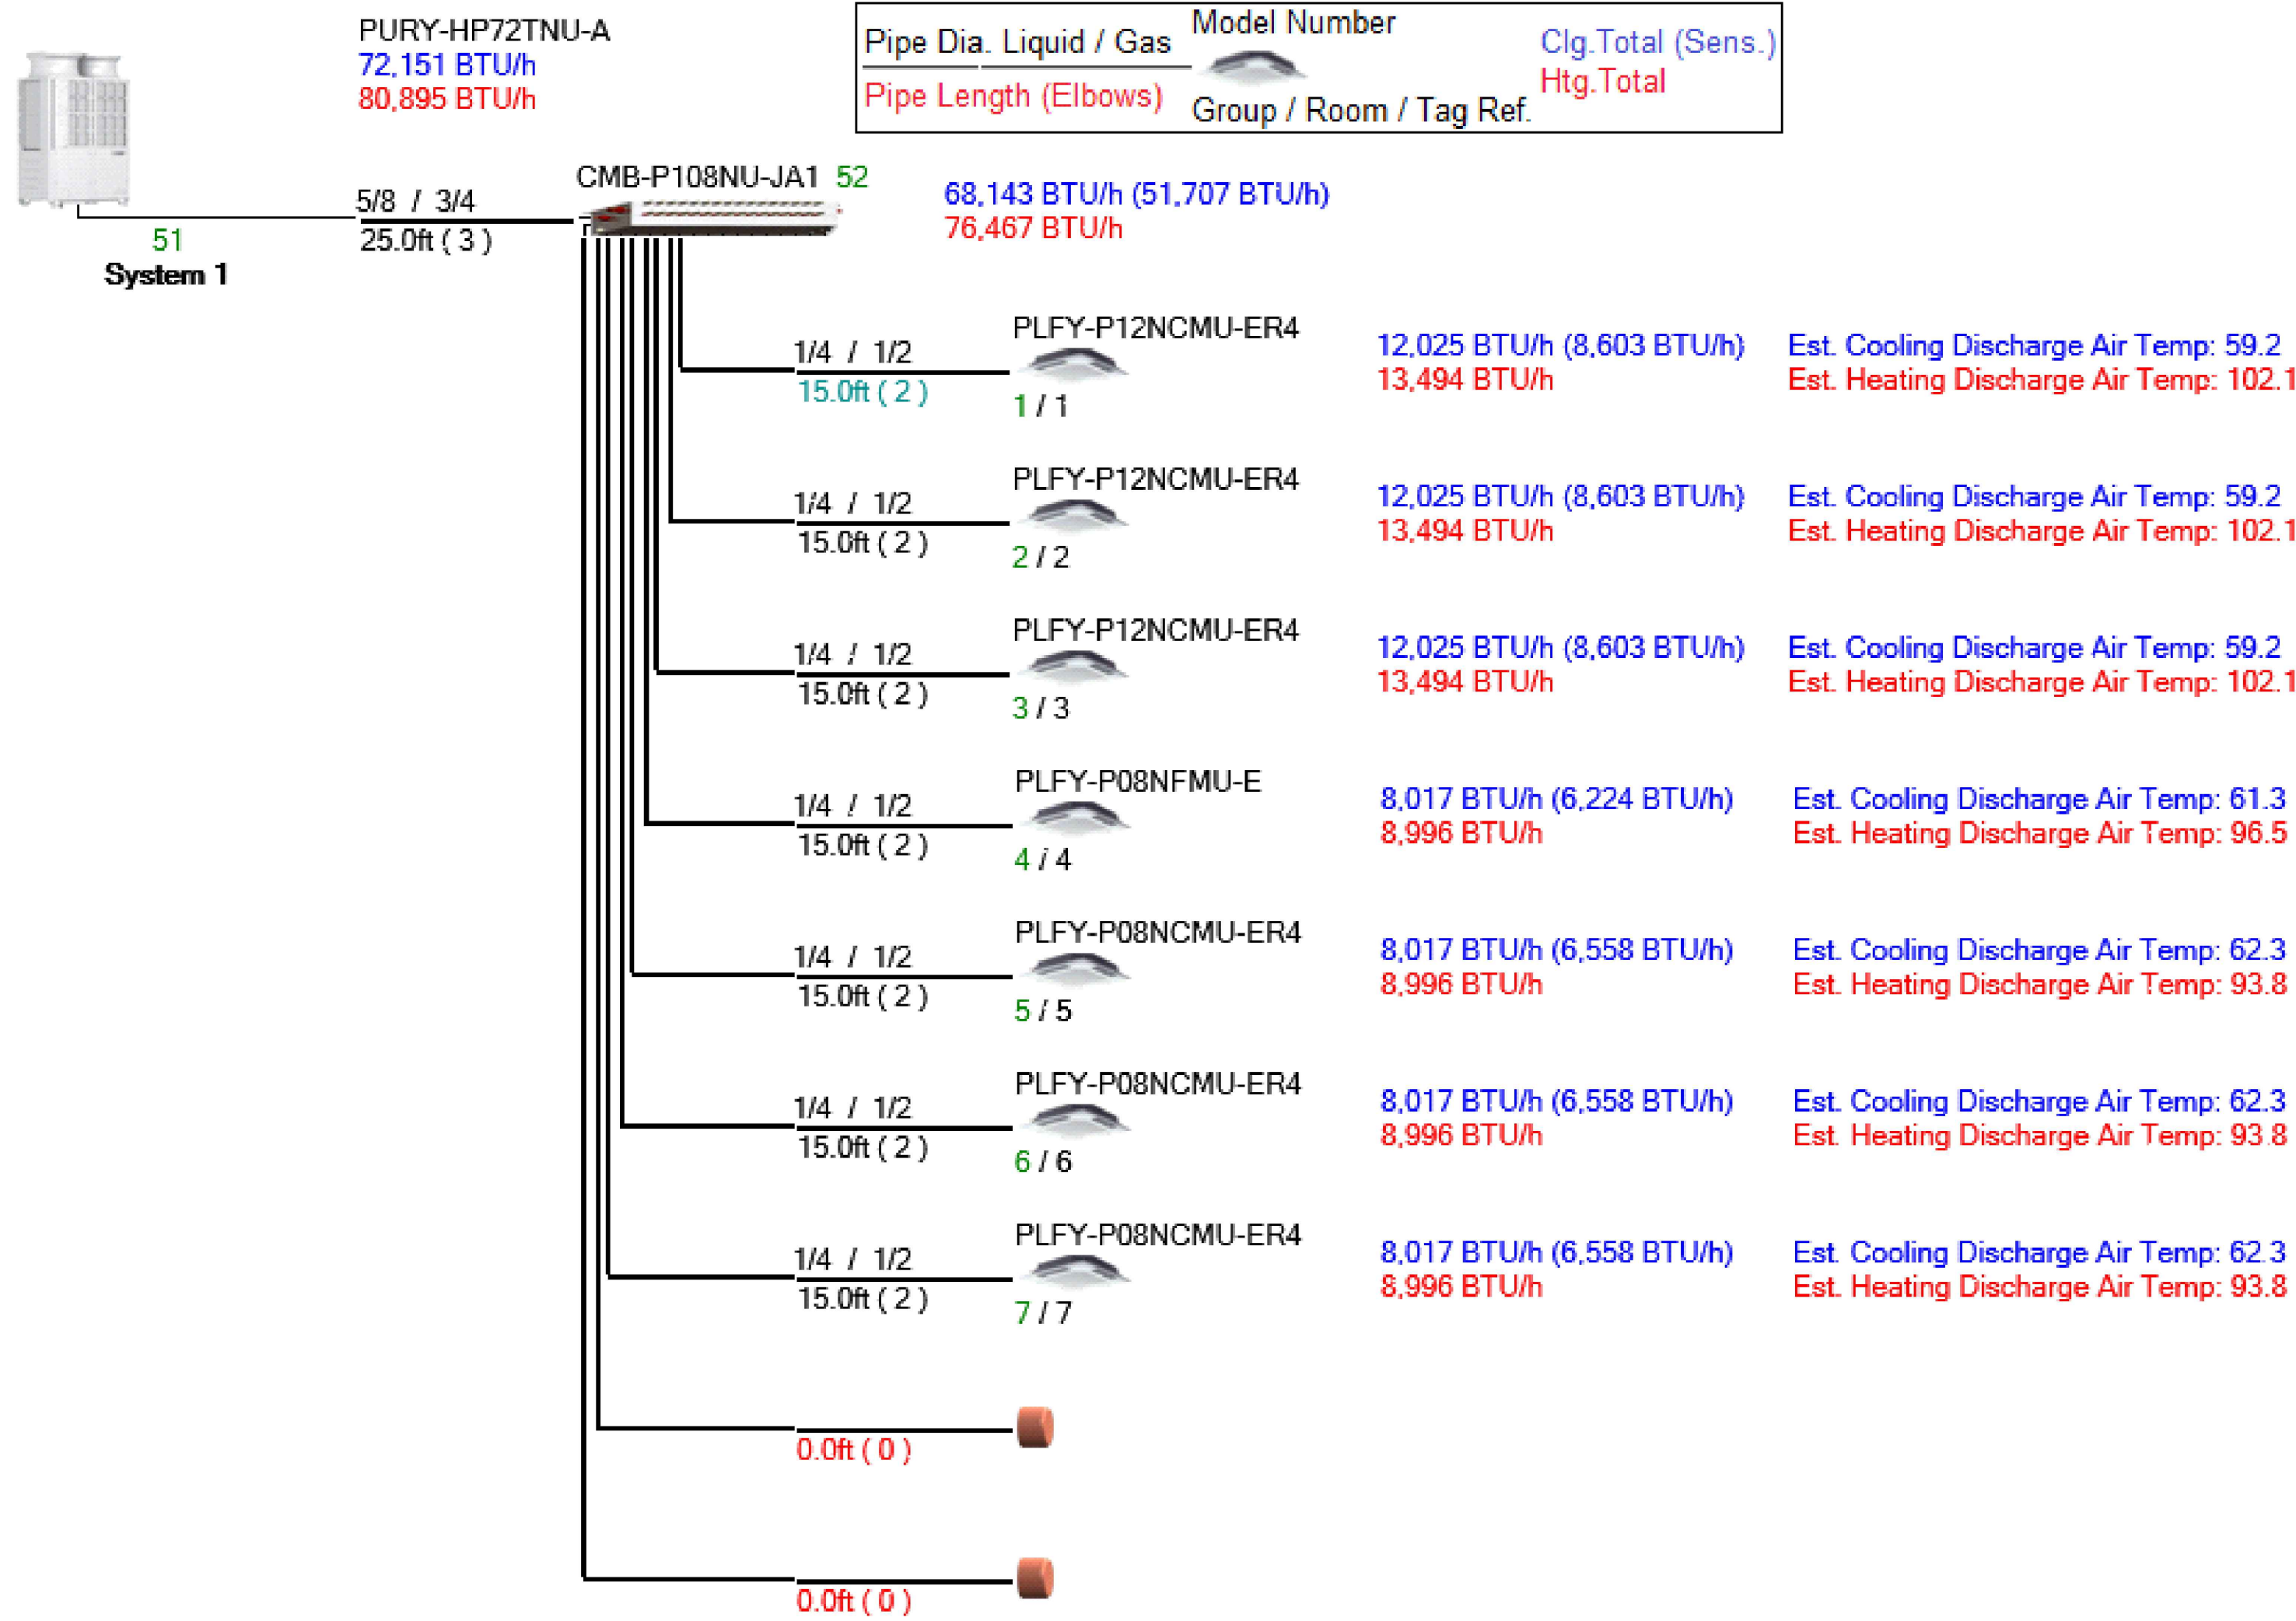 PURY-HP72TNU-A
72,151 BTU/h
80,895 BTU/h
Pipe Dia. Liquid / Gas
Pipe Length (Elbows)
Model Number
Group / Room / Tag Ref.
Clg.Total (Sens.)
Htg.Total
51
System 1
5/8 / 3/4
25.0ft ( 3 )
CMB-P108NU-JA1 52
68,143 BTU/h (51,707 BTU/h)
76,467 BTU/h
1/4 / 1/2
15.0ft ( 2 )
PLFY-P12NCMU-ER4
1 / 1
12,025 BTU/h (8,603 BTU/h)
13,494 BTU/h
Est. Cooling Discharge Air Temp: 59.2
Est. Heating Discharge Air Temp: 102.1
1/4 / 1/2
15.0ft ( 2 )
PLFY-P12NCMU-ER4
2 / 2
12,025 BTU/h (8,603 BTU/h)
13,494 BTU/h
Est. Cooling Discharge Air Temp: 59.2
Est. Heating Discharge Air Temp: 102.1
1/4 / 1/2
15.0ft ( 2 )
PLFY-P12NCMU-ER4
3 / 3
12,025 BTU/h (8,603 BTU/h)
13,494 BTU/h
Est. Cooling Discharge Air Temp: 59.2
Est. Heating Discharge Air Temp: 102.1
1/4 / 1/2
15.0ft ( 2 )
PLFY-P08NFMU-E
4 / 4
8,017 BTU/h (6,224 BTU/h)
8,996 BTU/h
Est. Cooling Discharge Air Temp: 61.3
Est. Heating Discharge Air Temp: 96.5
1/4 / 1/2
15.0ft ( 2 )
PLFY-P08NCMU-ER4
5 / 5
8,017 BTU/h (6,558 BTU/h)
8,996 BTU/h
Est. Cooling Discharge Air Temp: 62.3
Est. Heating Discharge Air Temp: 93.8
1/4 / 1/2
15.0ft ( 2 )
PLFY-P08NCMU-ER4
6 / 6
8,017 BTU/h (6,558 BTU/h)
8,996 BTU/h
Est. Cooling Discharge Air Temp: 62.3
Est. Heating Discharge Air Temp: 93.8
1/4 / 1/2
15.0ft ( 2 )
PLFY-P08NCMU-ER4
7 / 7
8,017 BTU/h (6,558 BTU/h)
8,996 BTU/h
Est. Cooling Discharge Air Temp: 62.3
Est. Heating Discharge Air Temp: 93.8
0.0ft ( 0 )
0.0ft ( 0 )